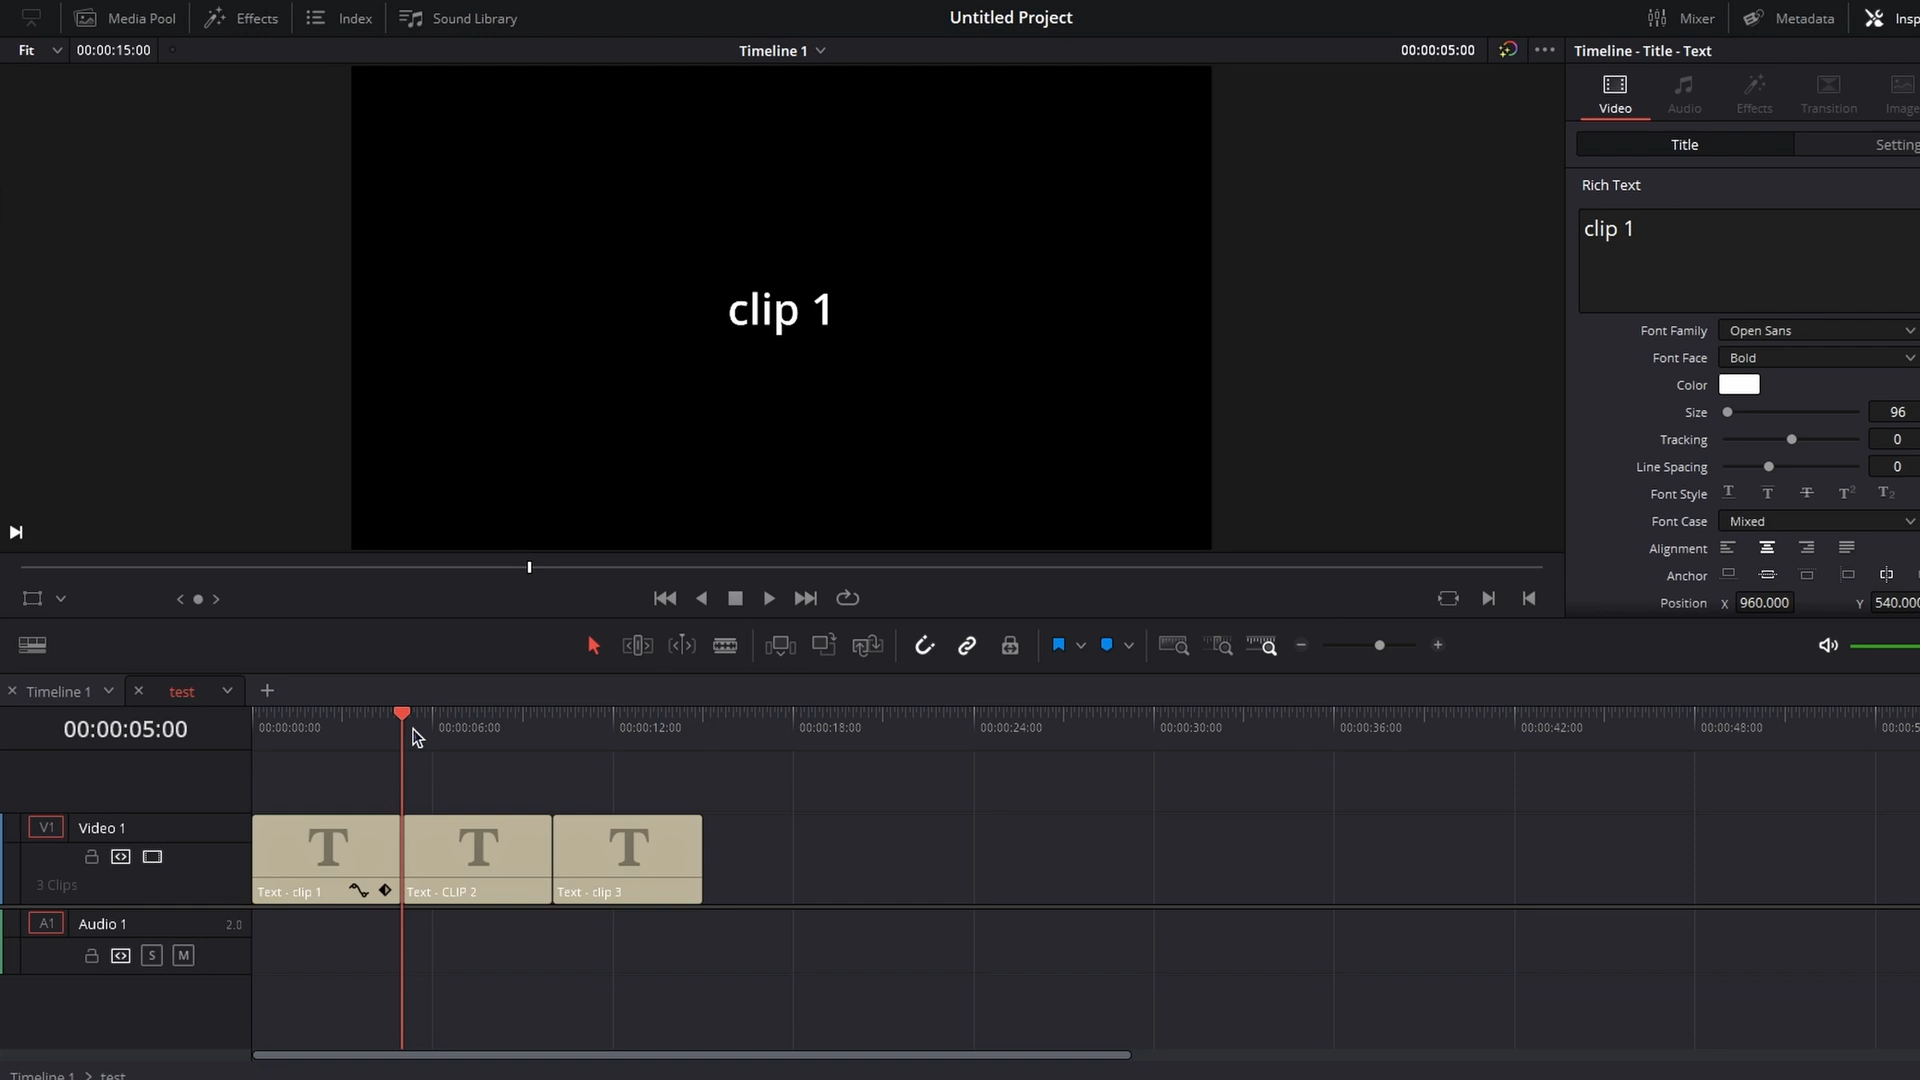 Media Pool
Effects
Index
Sound Library
Untitled Project
Mixer
Metadata
Insp
Fit
00:00:15:00
Timeline 1
00:00:05:00
Timeline - Title - Text
Video
Audio
Effects
Transition
Image
Title
Setting
Rich Text
clip 1
clip 1
Font Family
Open Sans
Font Face
Bold
Color
Size
96
Tracking
0
Line Spacing
0
Font Style
T T T T2 T2
Font Case
Mixed
Alignment
Anchor
Position
X 960.000
Y 540.000
Timeline 1
test
00:00:05:00
00:00:00:00
00:00:06:00
00:00:12:00
00:00:18:00
00:00:24:00
00:00:30:00
00:00:36:00
00:00:42:00
00:00:48:00
00:00:5
V1
Video 1
3 Clips
T
T
T
Text - clip 1
Text - CLIP 2
Text - clip 3
A1
Audio 1
2.0
S
M
Timeline 1 > test